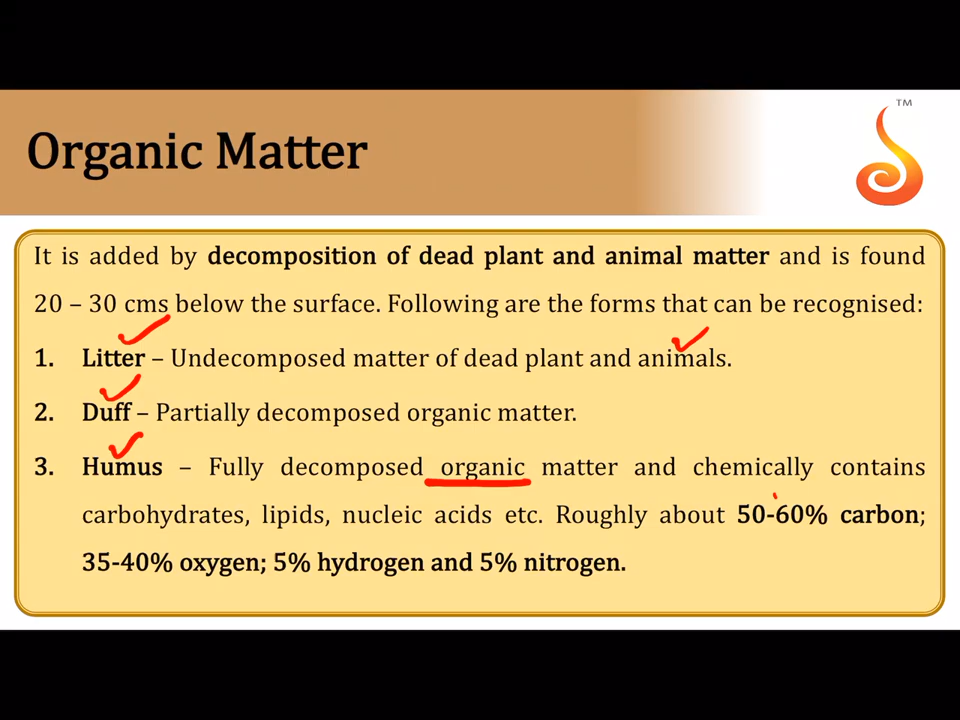 TM
Organic Matter
It is added by decomposition of dead plant and animal matter and is found
20 – 30 cms below the surface. Following are the forms that can be recognised:
1. Litter – Undecomposed matter of dead plant and animals.
2. Duff – Partially decomposed organic matter.
3. Humus – Fully decomposed organic matter and chemically contains
carbohydrates, lipids, nucleic acids etc. Roughly about 50-60% carbon;
35-40% oxygen; 5% hydrogen and 5% nitrogen.